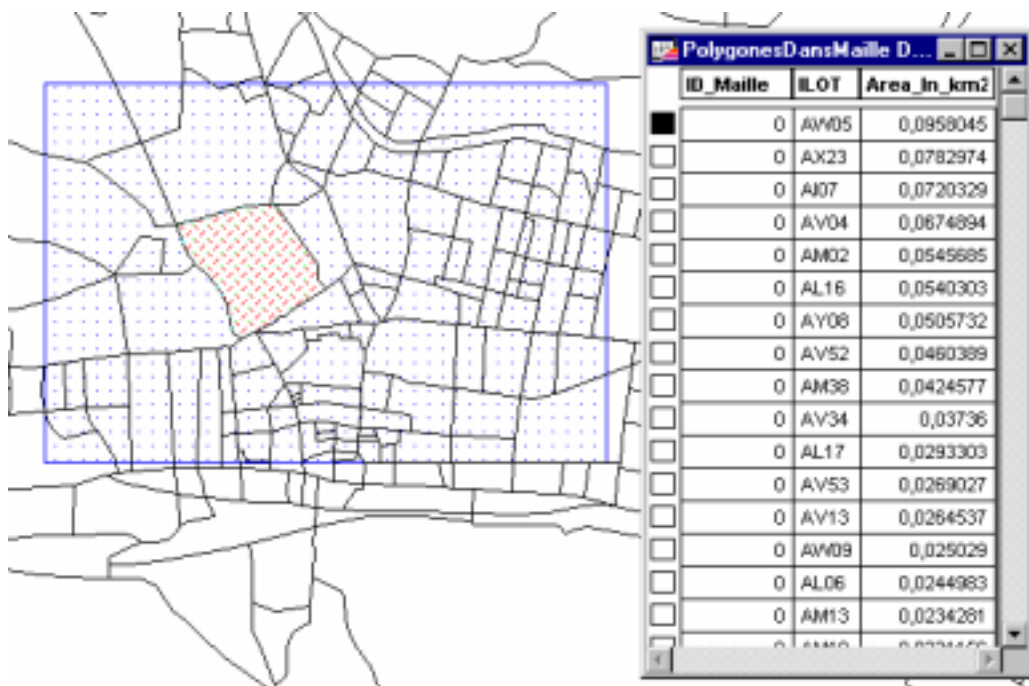 PolygonesDansMaille D...
ID_Maille ILOT Area_In_km2
0 AW05 0,0958045
0 AX23 0,0782974
0 AI07 0,0720329
0 AV04 0,0674894
0 AM02 0,0545685
0 AL16 0,0540303
0 AY08 0,0505732
0 AV52 0,0460389
0 AM38 0,0424577
0 AV34 0,03736
0 AL17 0,0293303
0 AV53 0,0269027
0 AV13 0,0264537
0 AW09 0,025029
0 AL06 0,0244983
0 AM13 0,0234281
0